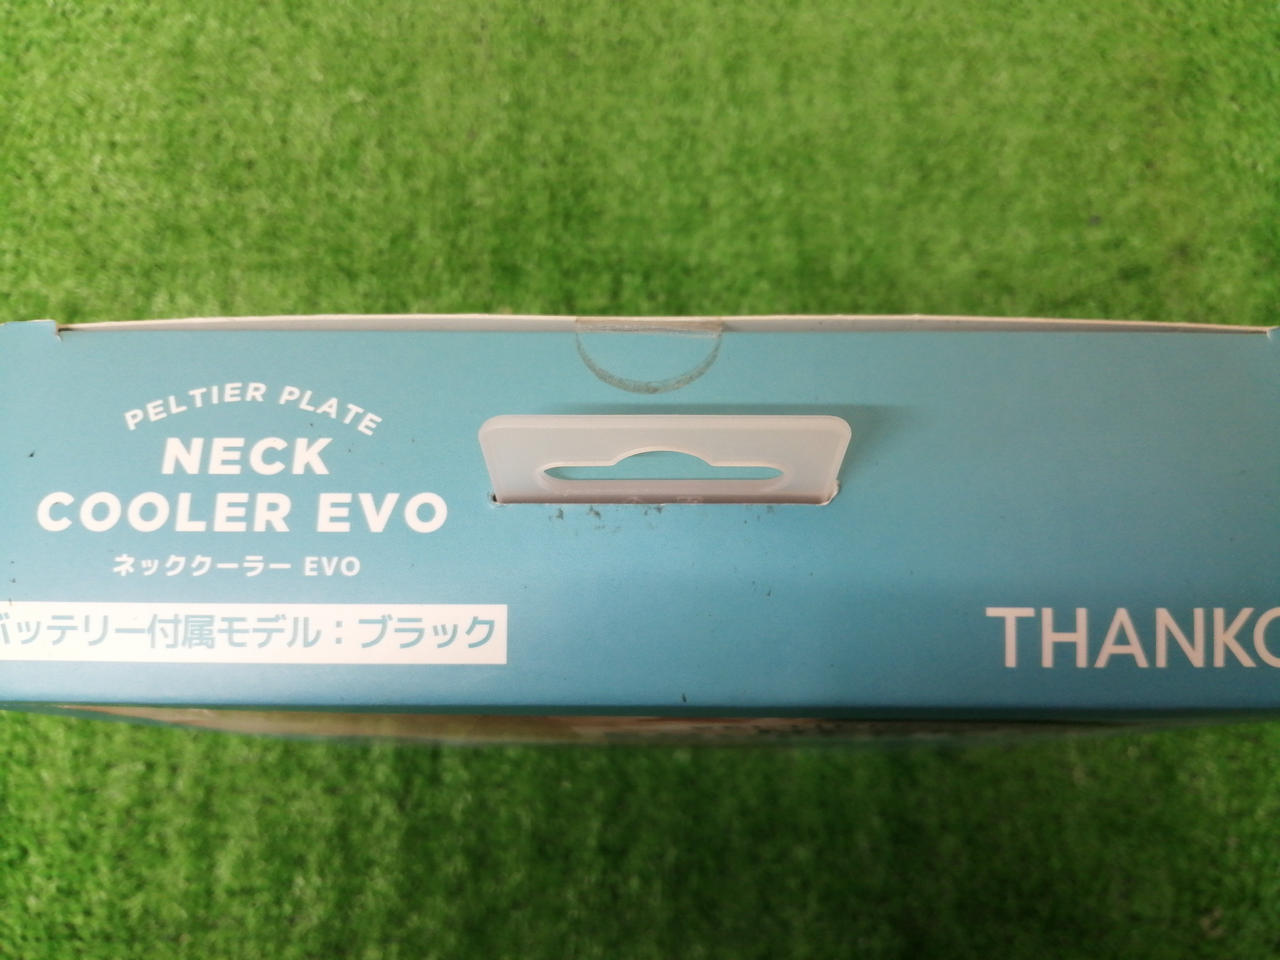 PELTIER PLATE
NECK
COOLER EVO
ネッククーラー EVO
バッテリー付属モデル：ブラック
THANKO